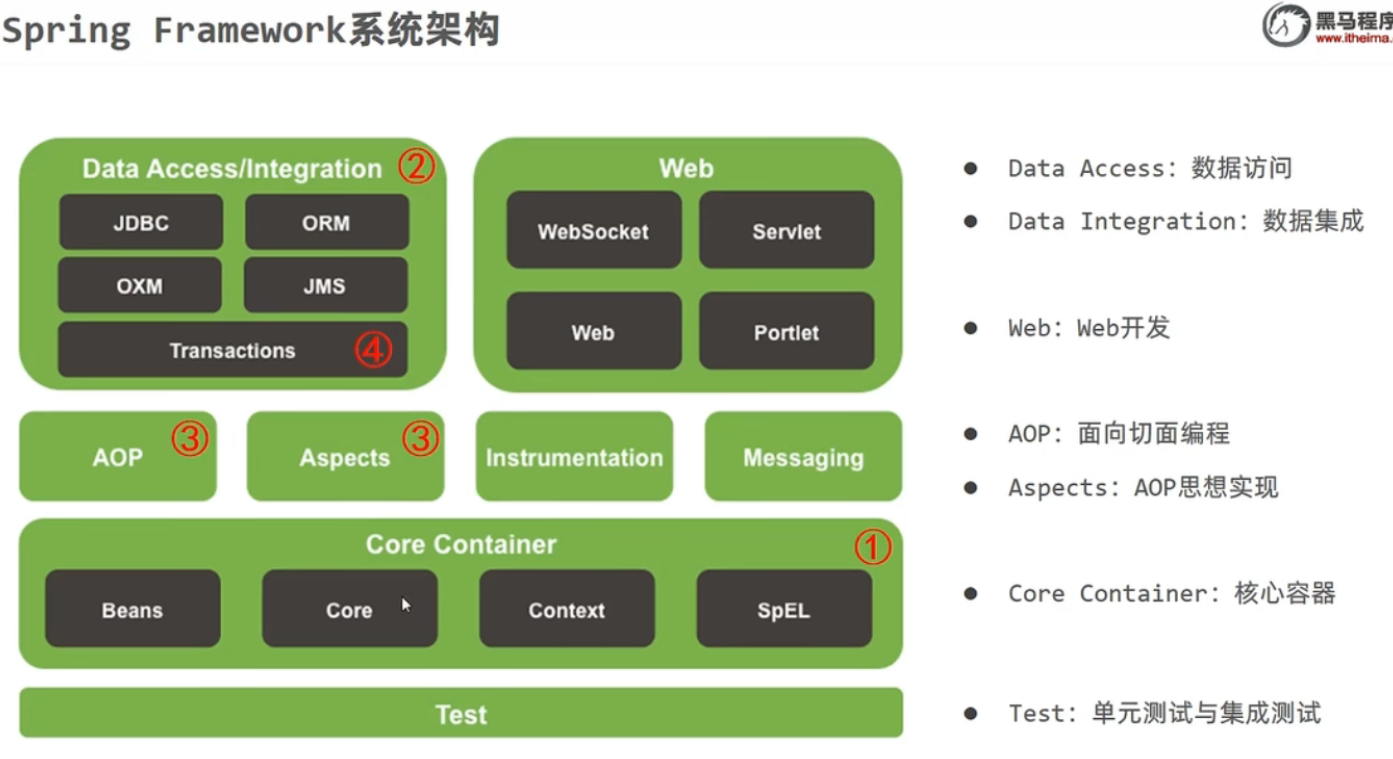 Spring Framework系统架构
黑马程序
www.itheima.
Data Access/Integration ②
JDBC
ORM
OXM
JMS
Transactions ④
Web
WebSocket
Servlet
Web
Portlet
AOP ③
Aspects ③
Instrumentation
Messaging
Core Container ①
Beans
Core
Context
SpEL
Test
● Data Access：数据访问
● Data Integration：数据集成
● Web：Web开发
● AOP：面向切面编程
● Aspects：AOP思想实现
● Core Container：核心容器
● Test：单元测试与集成测试